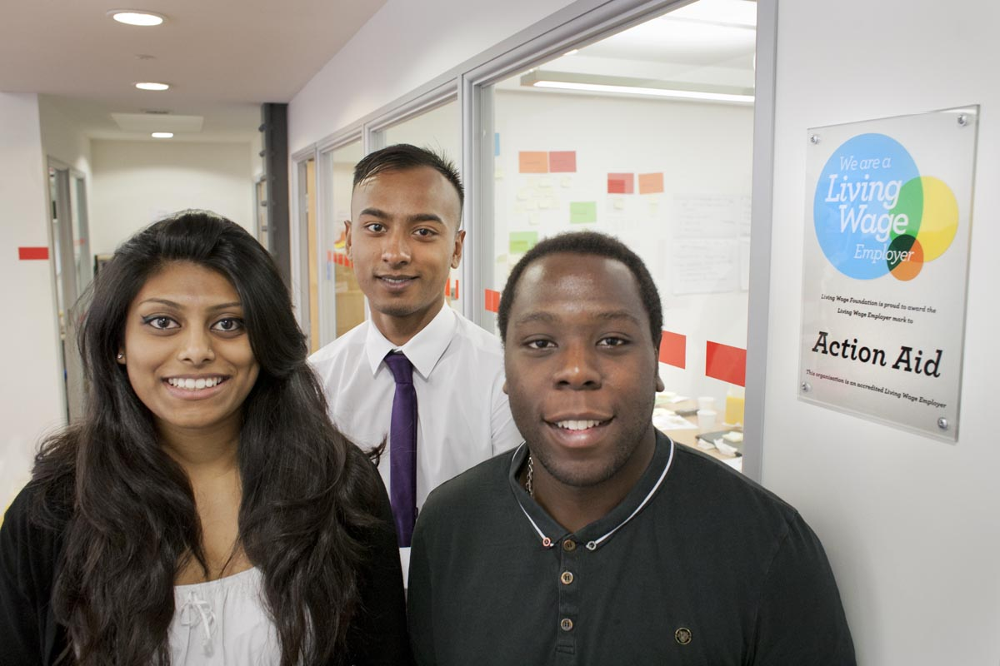 We are a
Living
Wage
Employer
Living Wage Foundation is proud to award the
Living Wage Employer mark to
Action Aid
This organisation is an accredited Living Wage Employer